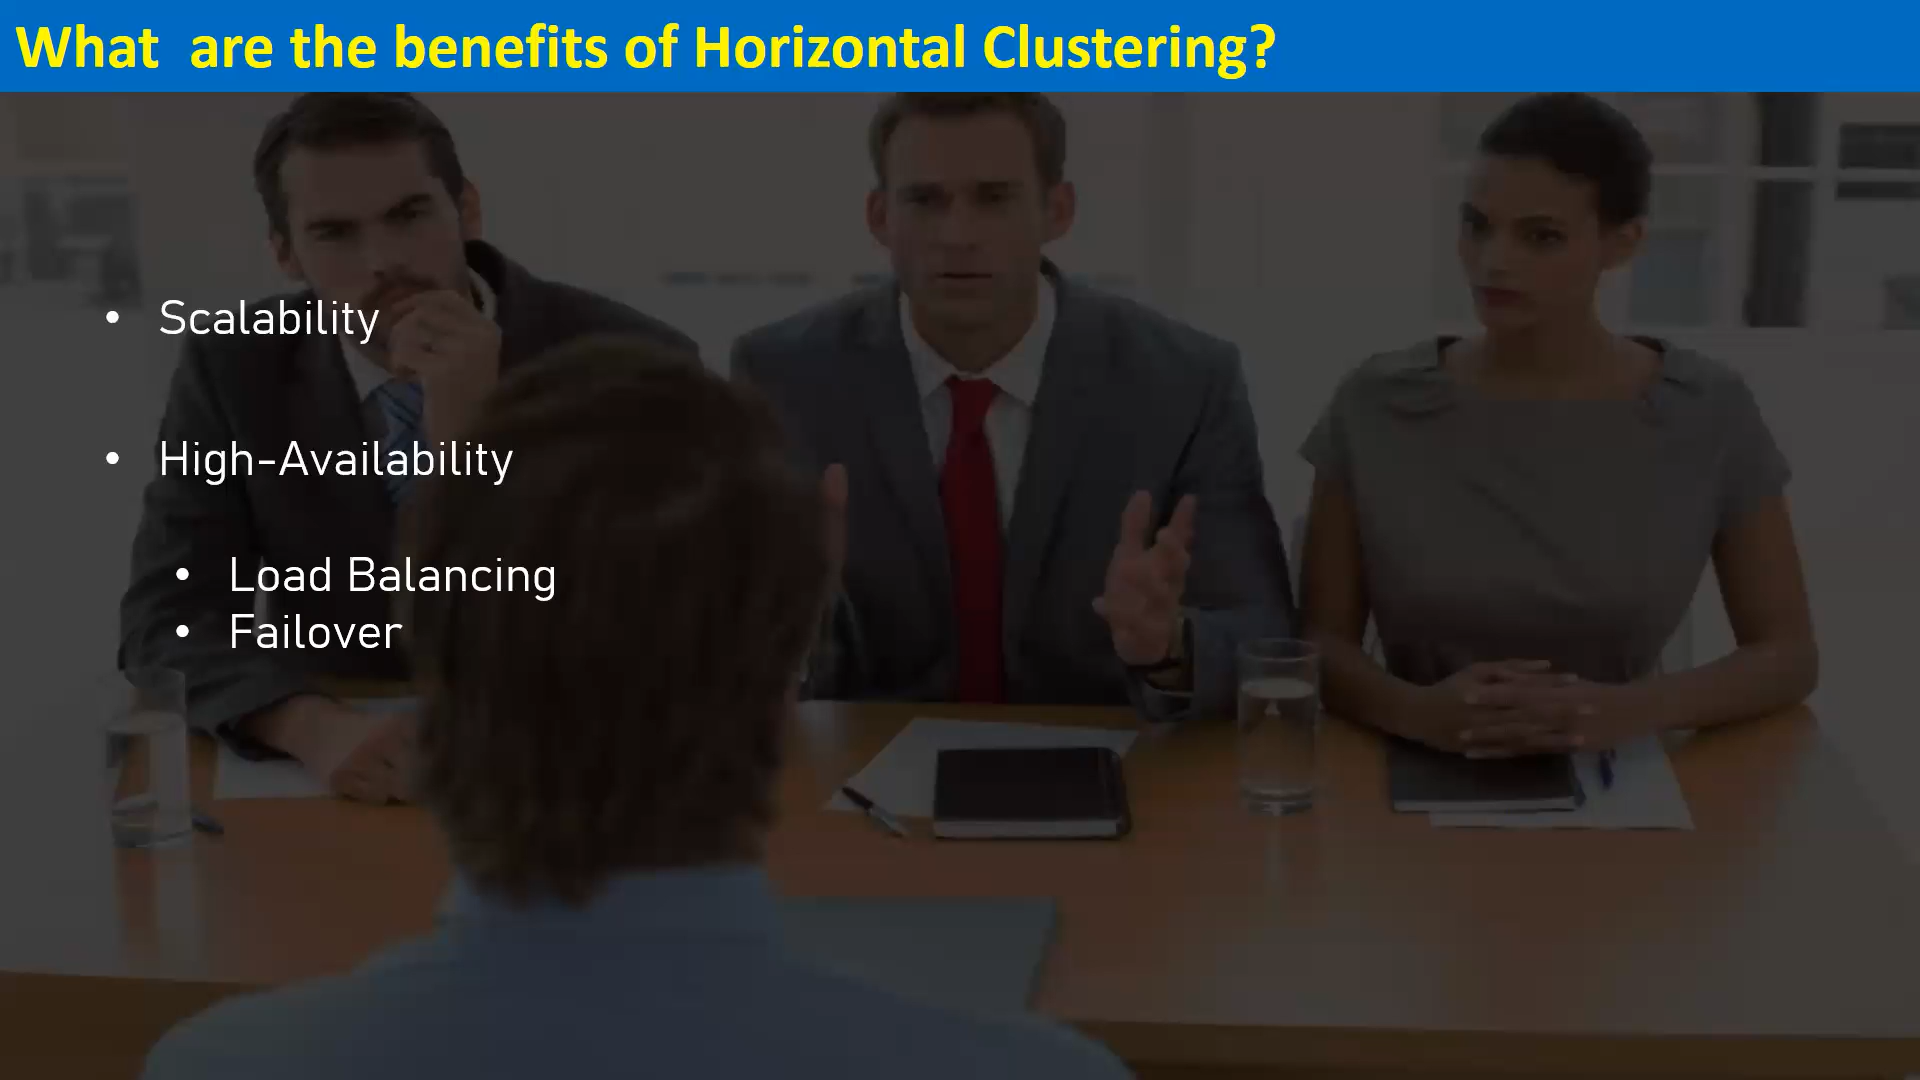 What  are the benefits of Horizontal Clustering?
• Scalability
• High-Availability
• Load Balancing
• Failover